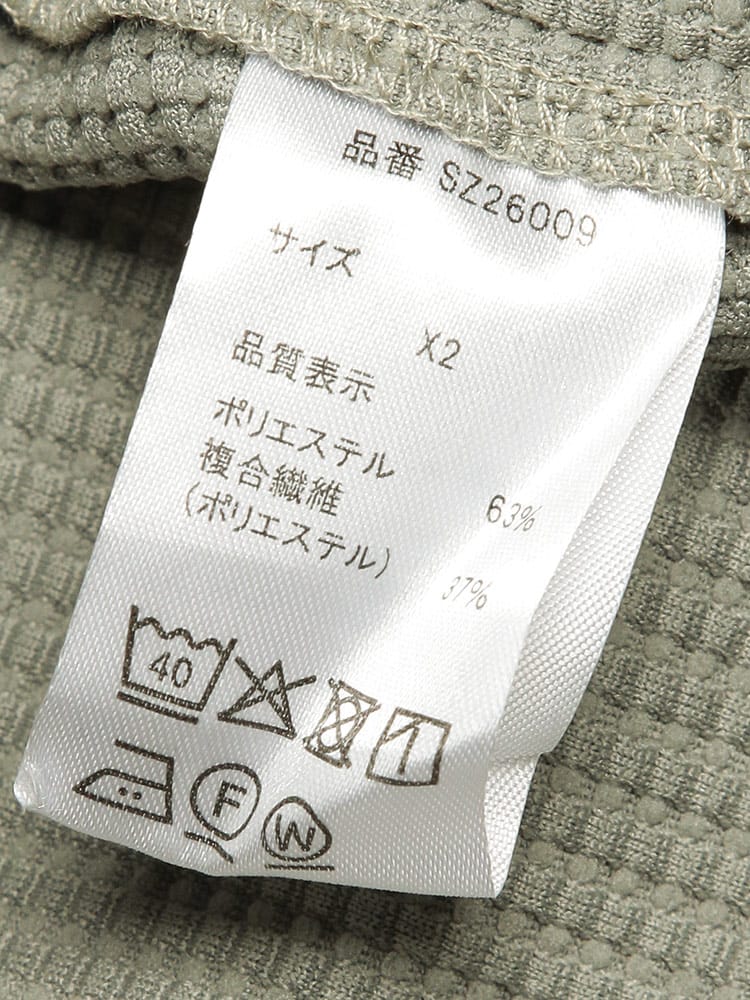 品番 SZ26009
サイズ
X2
品質表示
ポリエステル 63%
複合繊維
(ポリエステル) 37%
40
F
W